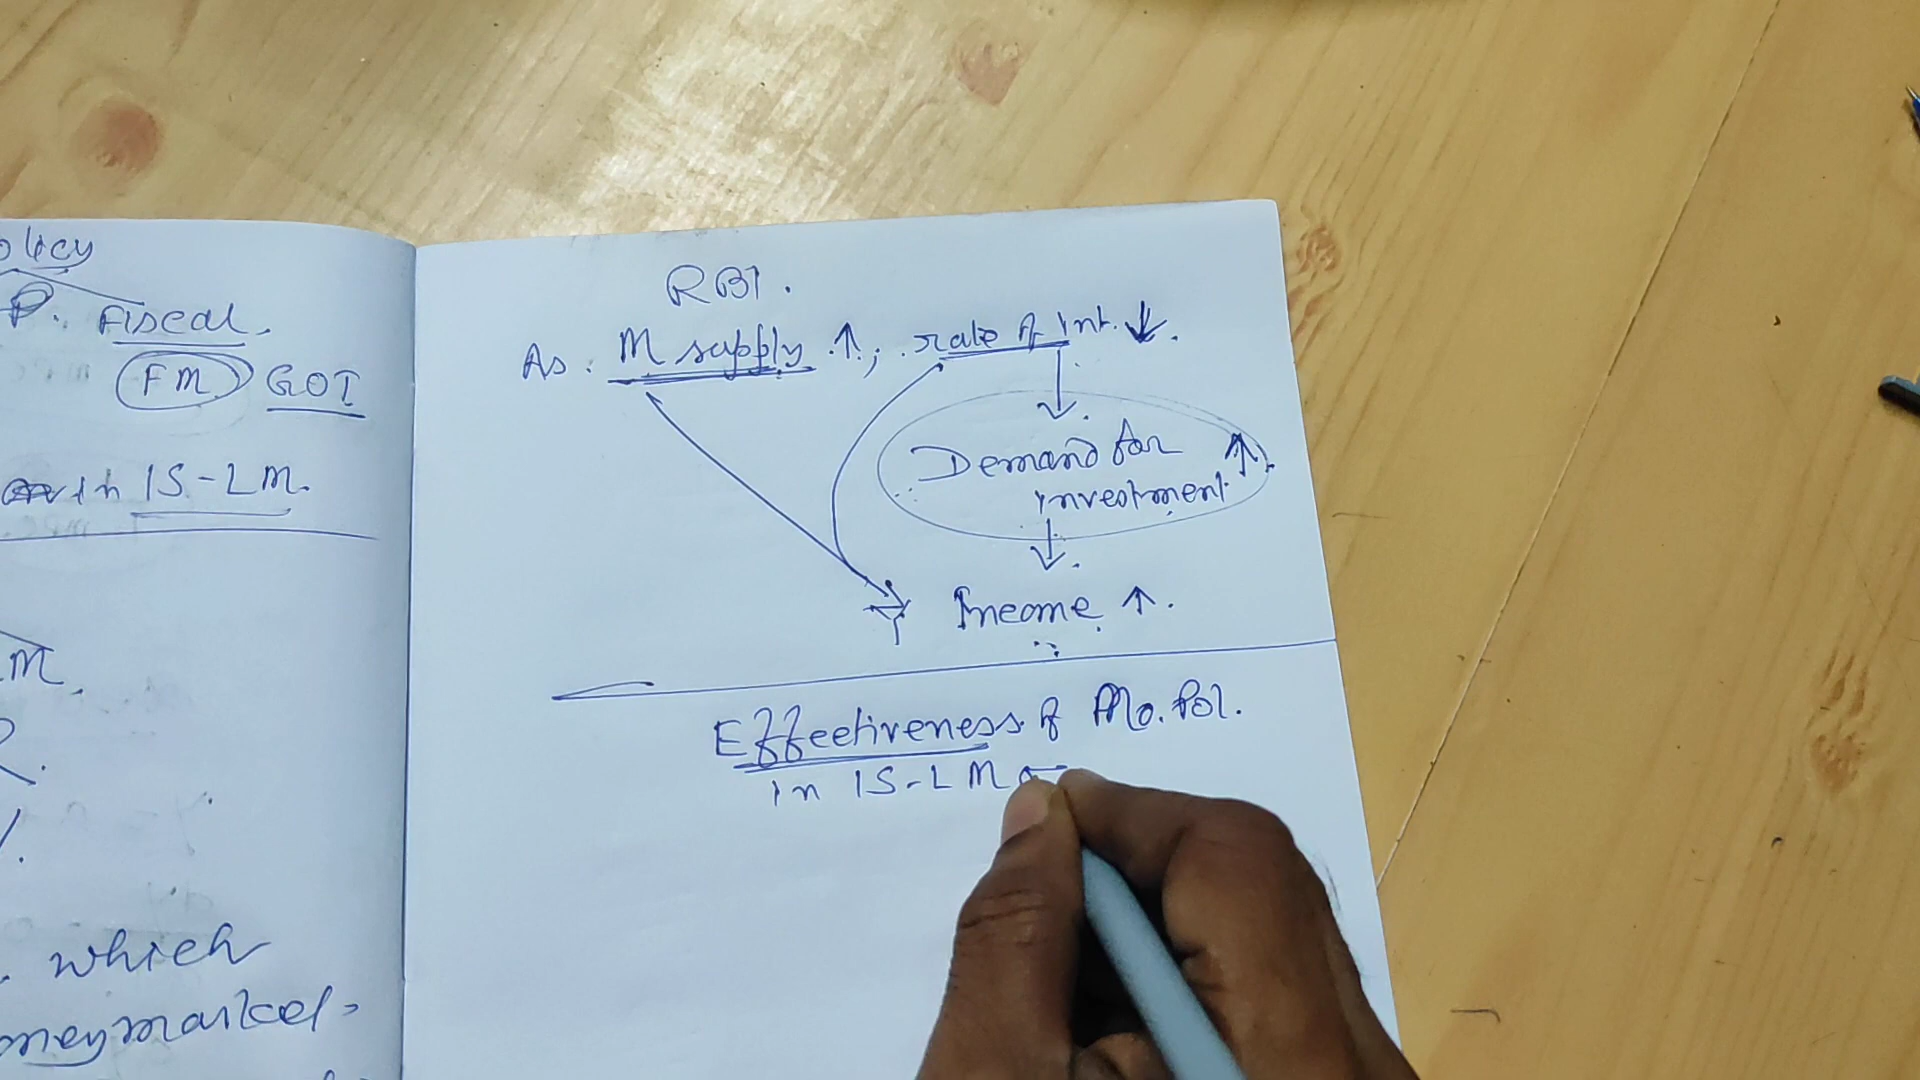 olicy
P. Fiscal.
FM GOI
in IS-LM.
M.
R.
. which
oneymarket-
RBI.
As. M supply ↑; rate of int. ↓.
Demand for ↑
investment
Y Income ↑.
Effectiveness of Mo. Pol.
in IS-LM